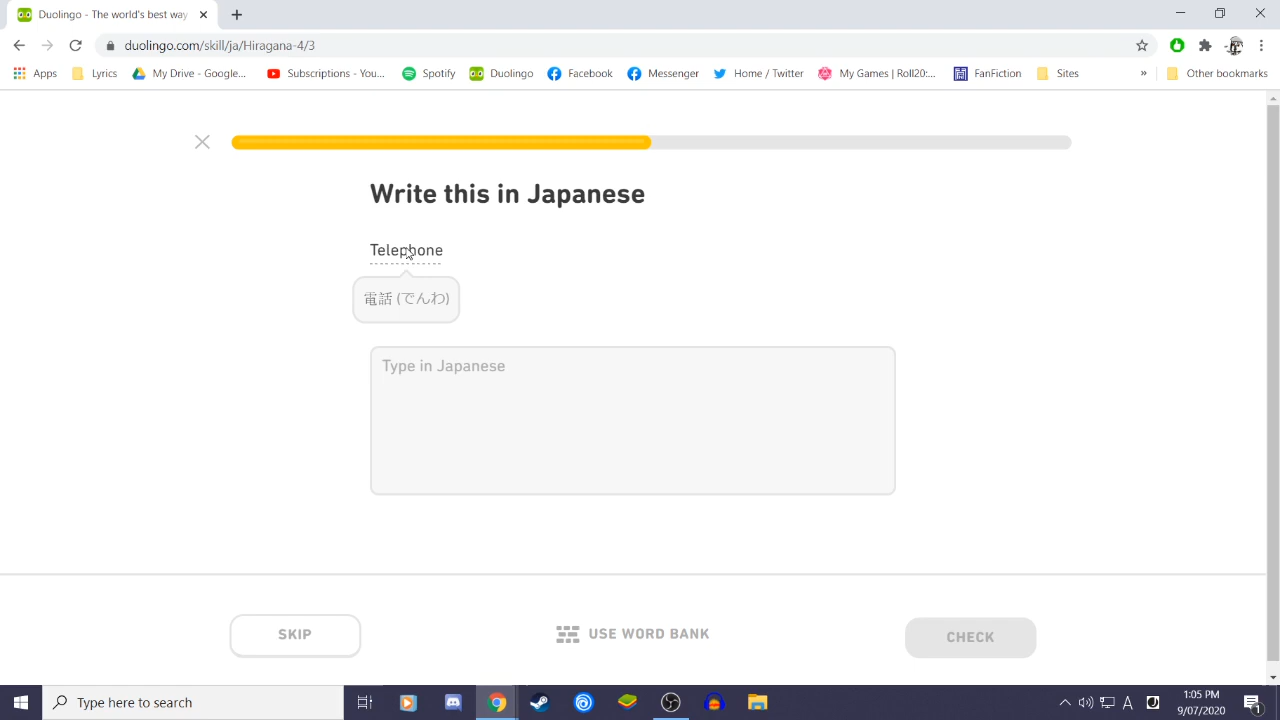 Duolingo - The world's best way
duolingo.com/skill/ja/Hiragana-4/3
Apps
Lyrics
My Drive - Google...
Subscriptions - You...
Spotify
Duolingo
Facebook
Messenger
Home / Twitter
My Games | Roll20:...
FanFiction
Sites
»
Other bookmarks
Write this in Japanese
Telephone
電話 (でんわ)
Type in Japanese
SKIP
USE WORD BANK
CHECK
Type here to search
A
1:05 PM
9/07/2020
1